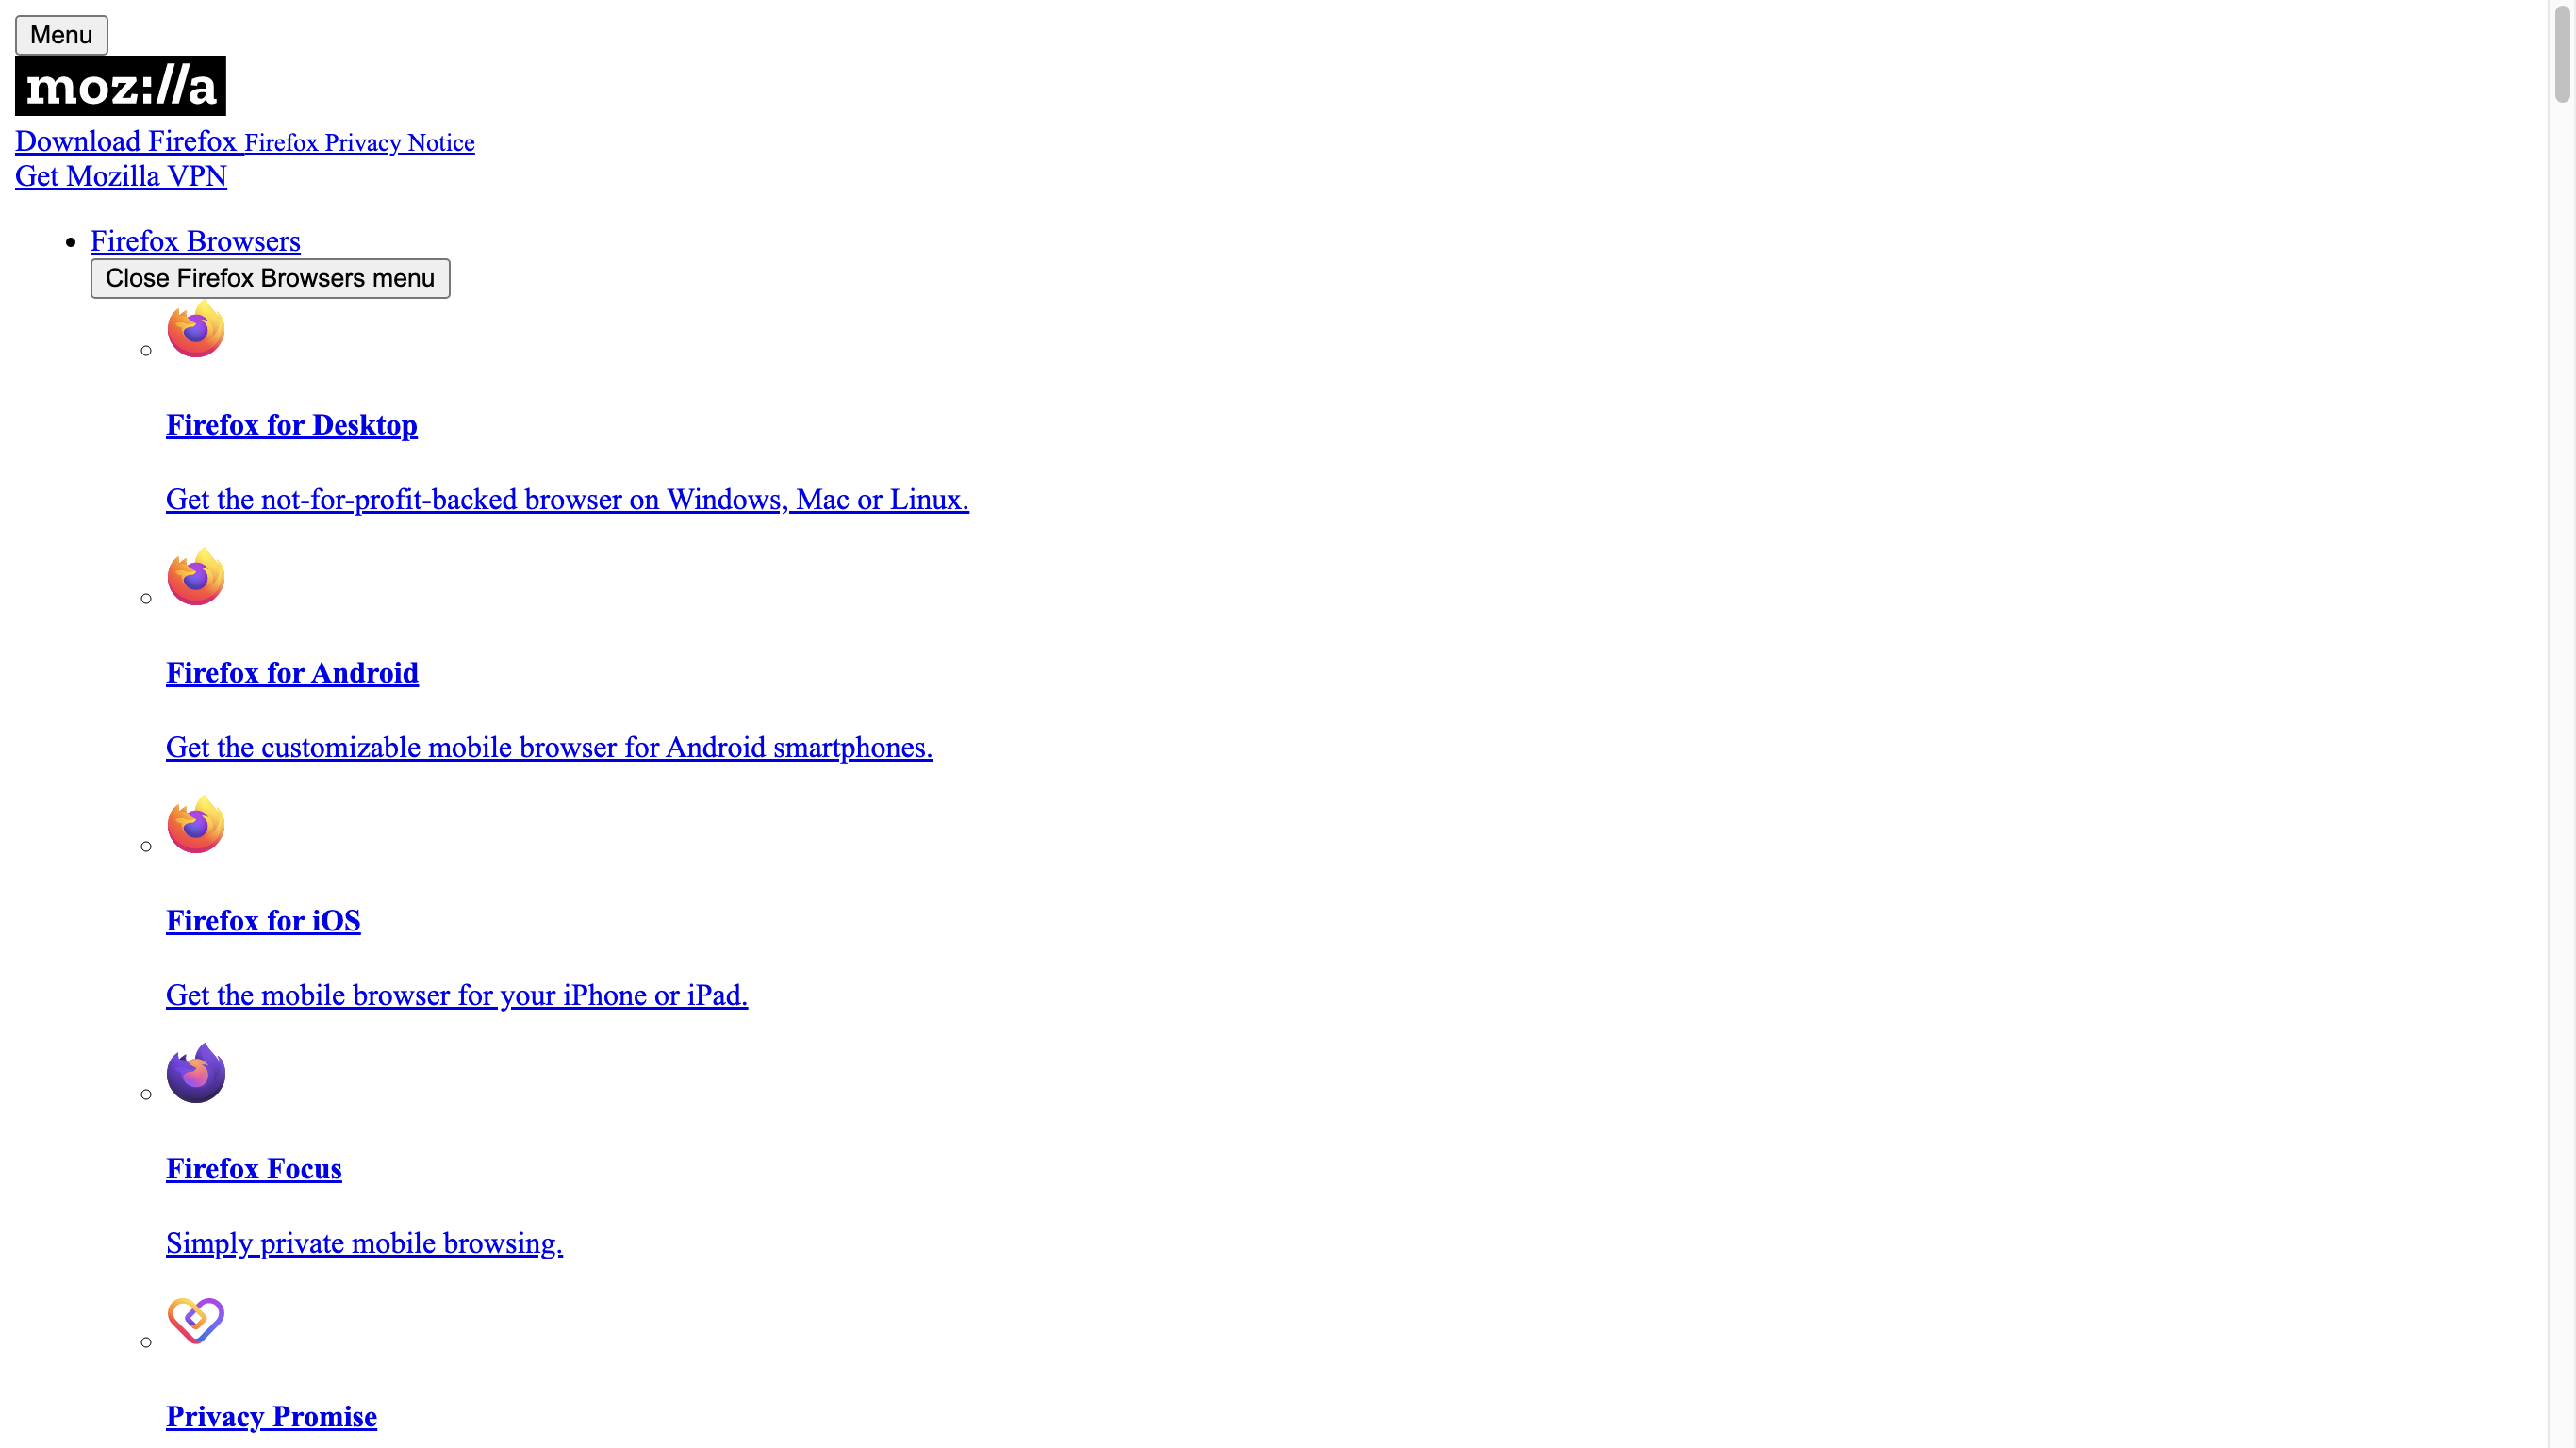 Menu
moz://a
Download Firefox Firefox Privacy Notice
Get Mozilla VPN
Firefox Browsers
Close Firefox Browsers menu
Firefox for Desktop
Get the not-for-profit-backed browser on Windows, Mac or Linux.
Firefox for Android
Get the customizable mobile browser for Android smartphones.
Firefox for iOS
Get the mobile browser for your iPhone or iPad.
Firefox Focus
Simply private mobile browsing.
Privacy Promise